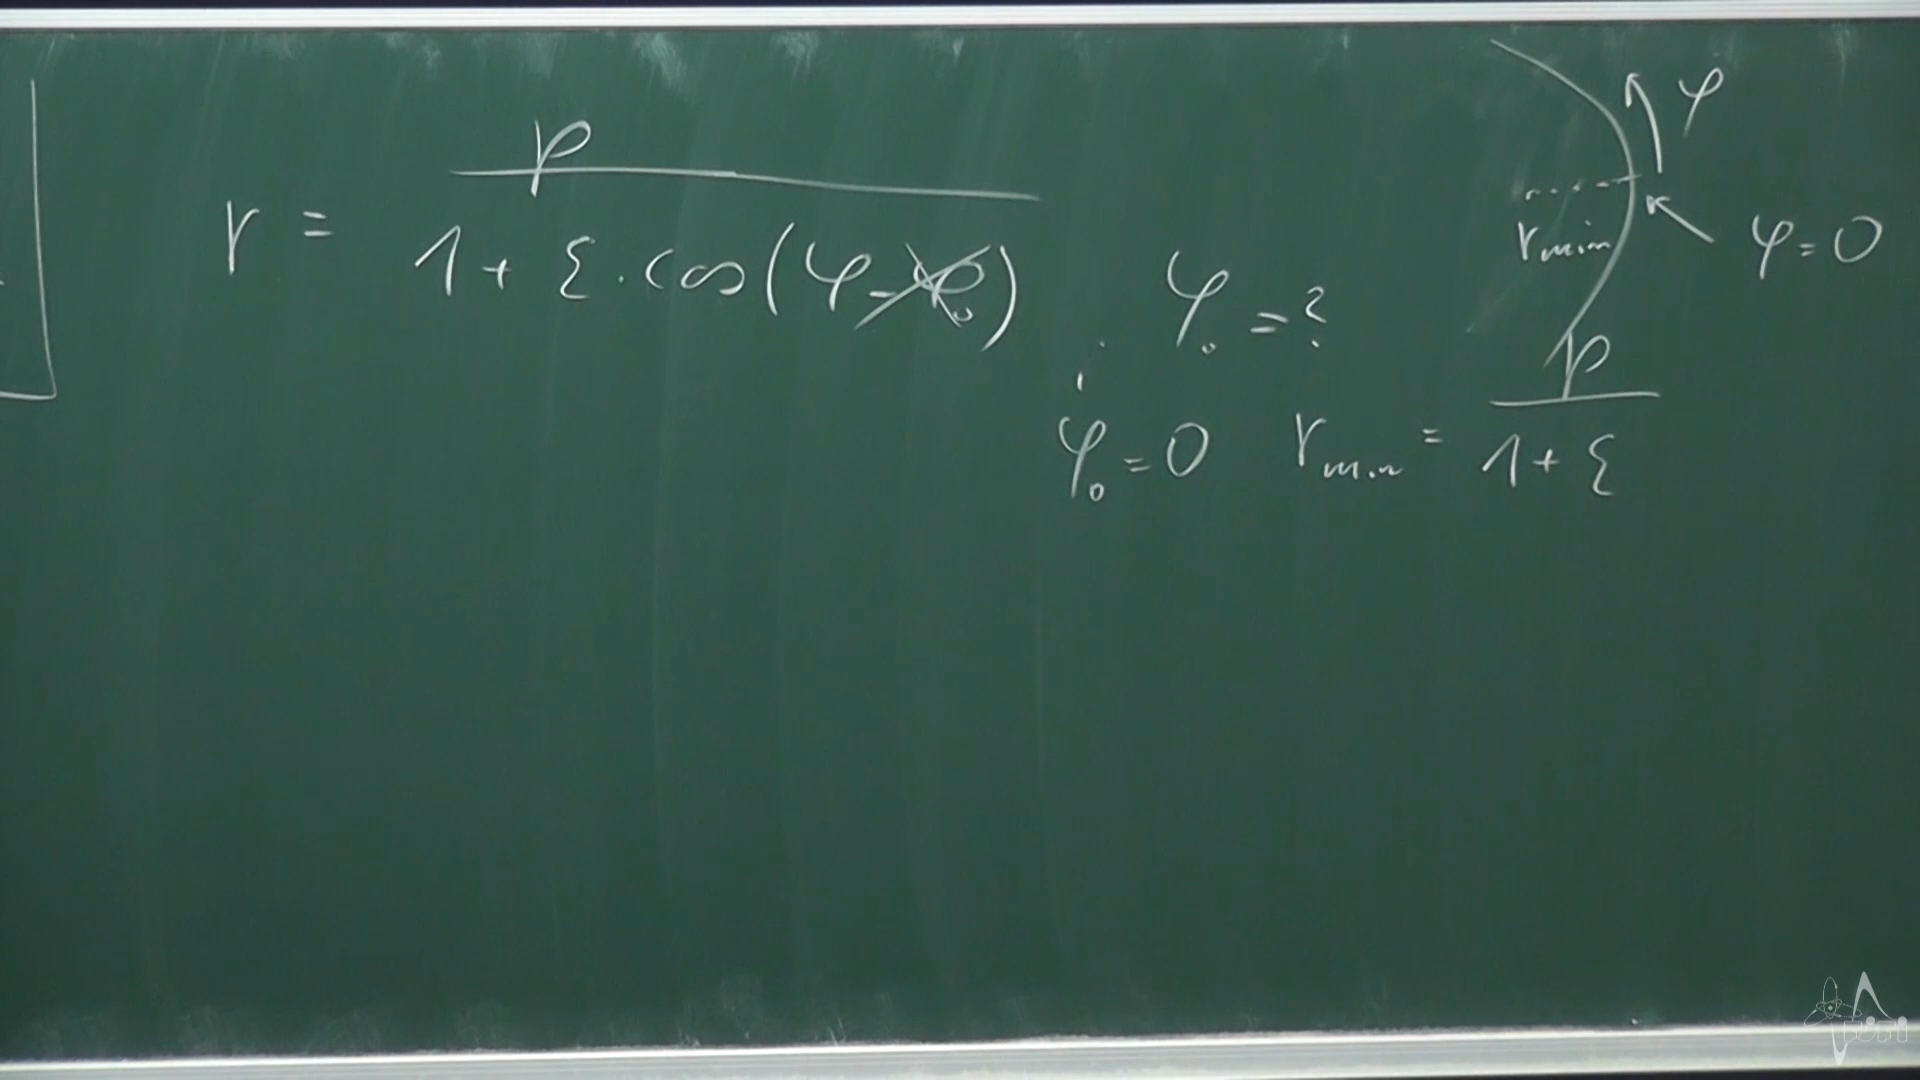 r = p / (1 + ε · cos(φ - φ₀)) , φ₀ = ?
φ₀ = 0 r_min = p / (1 + ε)
φ
r_min
φ = 0